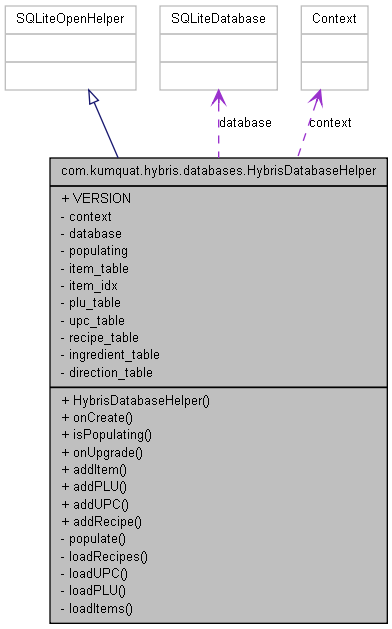 SQLiteOpenHelper
SQLiteDatabase
Context
database
context
com.kumquat.hybris.databases.HybrisDatabaseHelper
+ VERSION
- context
- database
- populating
- item_table
- item_idx
- plu_table
- upc_table
- recipe_table
- ingredient_table
- direction_table
+ HybrisDatabaseHelper()
+ onCreate()
+ isPopulating()
+ onUpgrade()
+ addItem()
+ addPLU()
+ addUPC()
+ addRecipe()
- populate()
- loadRecipes()
- loadUPC()
- loadPLU()
- loadItems()